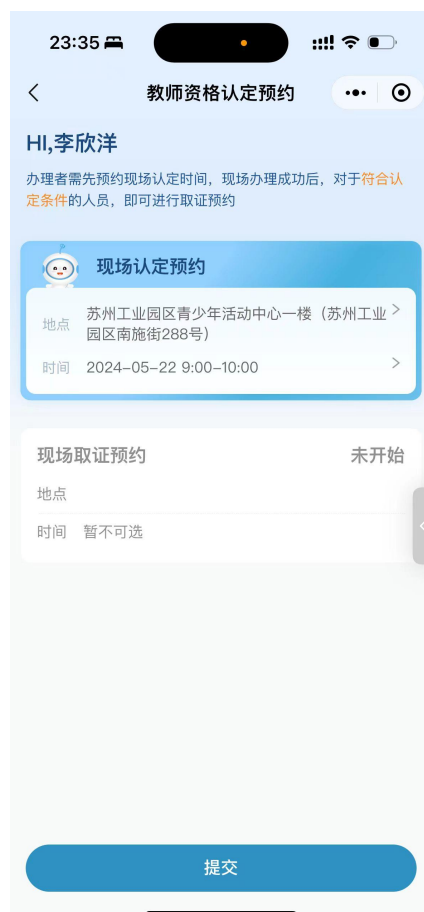 23:35
教师资格认定预约
HI,李欣洋
办理者需先预约现场认定时间，现场办理成功后，对于符合认
定条件的人员，即可进行取证预约
现场认定预约
地点 苏州工业园区青少年活动中心一楼（苏州工业
园区南施街288号）
时间 2024-05-22 9:00-10:00
现场取证预约 未开始
地点
时间 暂不可选
提交